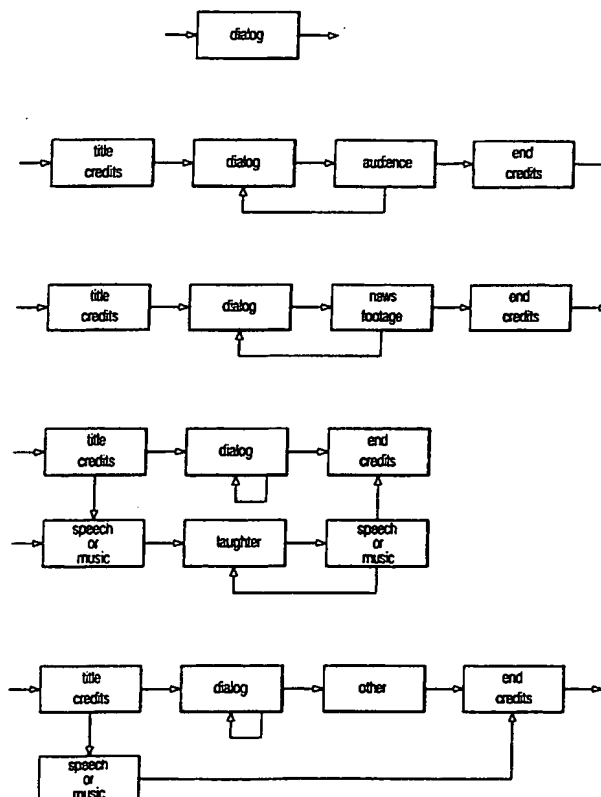 dialog
title
credits
dialog
audience
end
credits
title
credits
dialog
news
footage
end
credits
title
credits
dialog
end
credits
speech
or
music
laughter
speech
or
music
title
credits
dialog
other
end
credits
speech
or
music